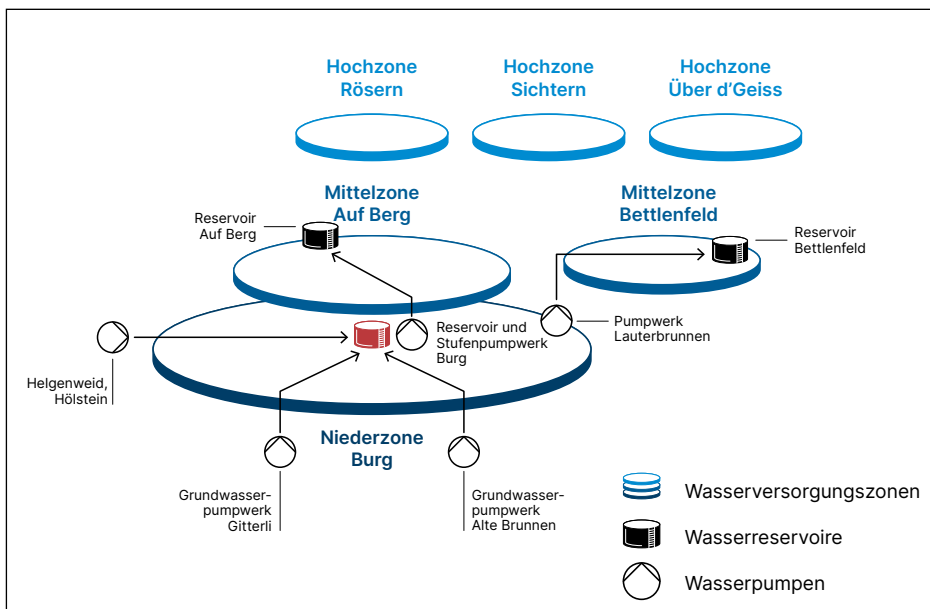 Hochzone
Rösern
Hochzone
Sichtern
Hochzone
Über d'Geiss
Mittelzone
Auf Berg
Mittelzone
Bettlenfeld
Reservoir
Auf Berg
Reservoir
Bettlenfeld
Reservoir und
Stufenpumpwerk
Burg
Pumpwerk
Lauterbrunnen
Helgenweid,
Hölstein
Niederzone
Burg
Grundwasser-
pumpwerk
Gitterli
Grundwasser-
pumpwerk
Alte Brunnen
Wasserversorgungszonen
Wasserreservoire
Wasserpumpen